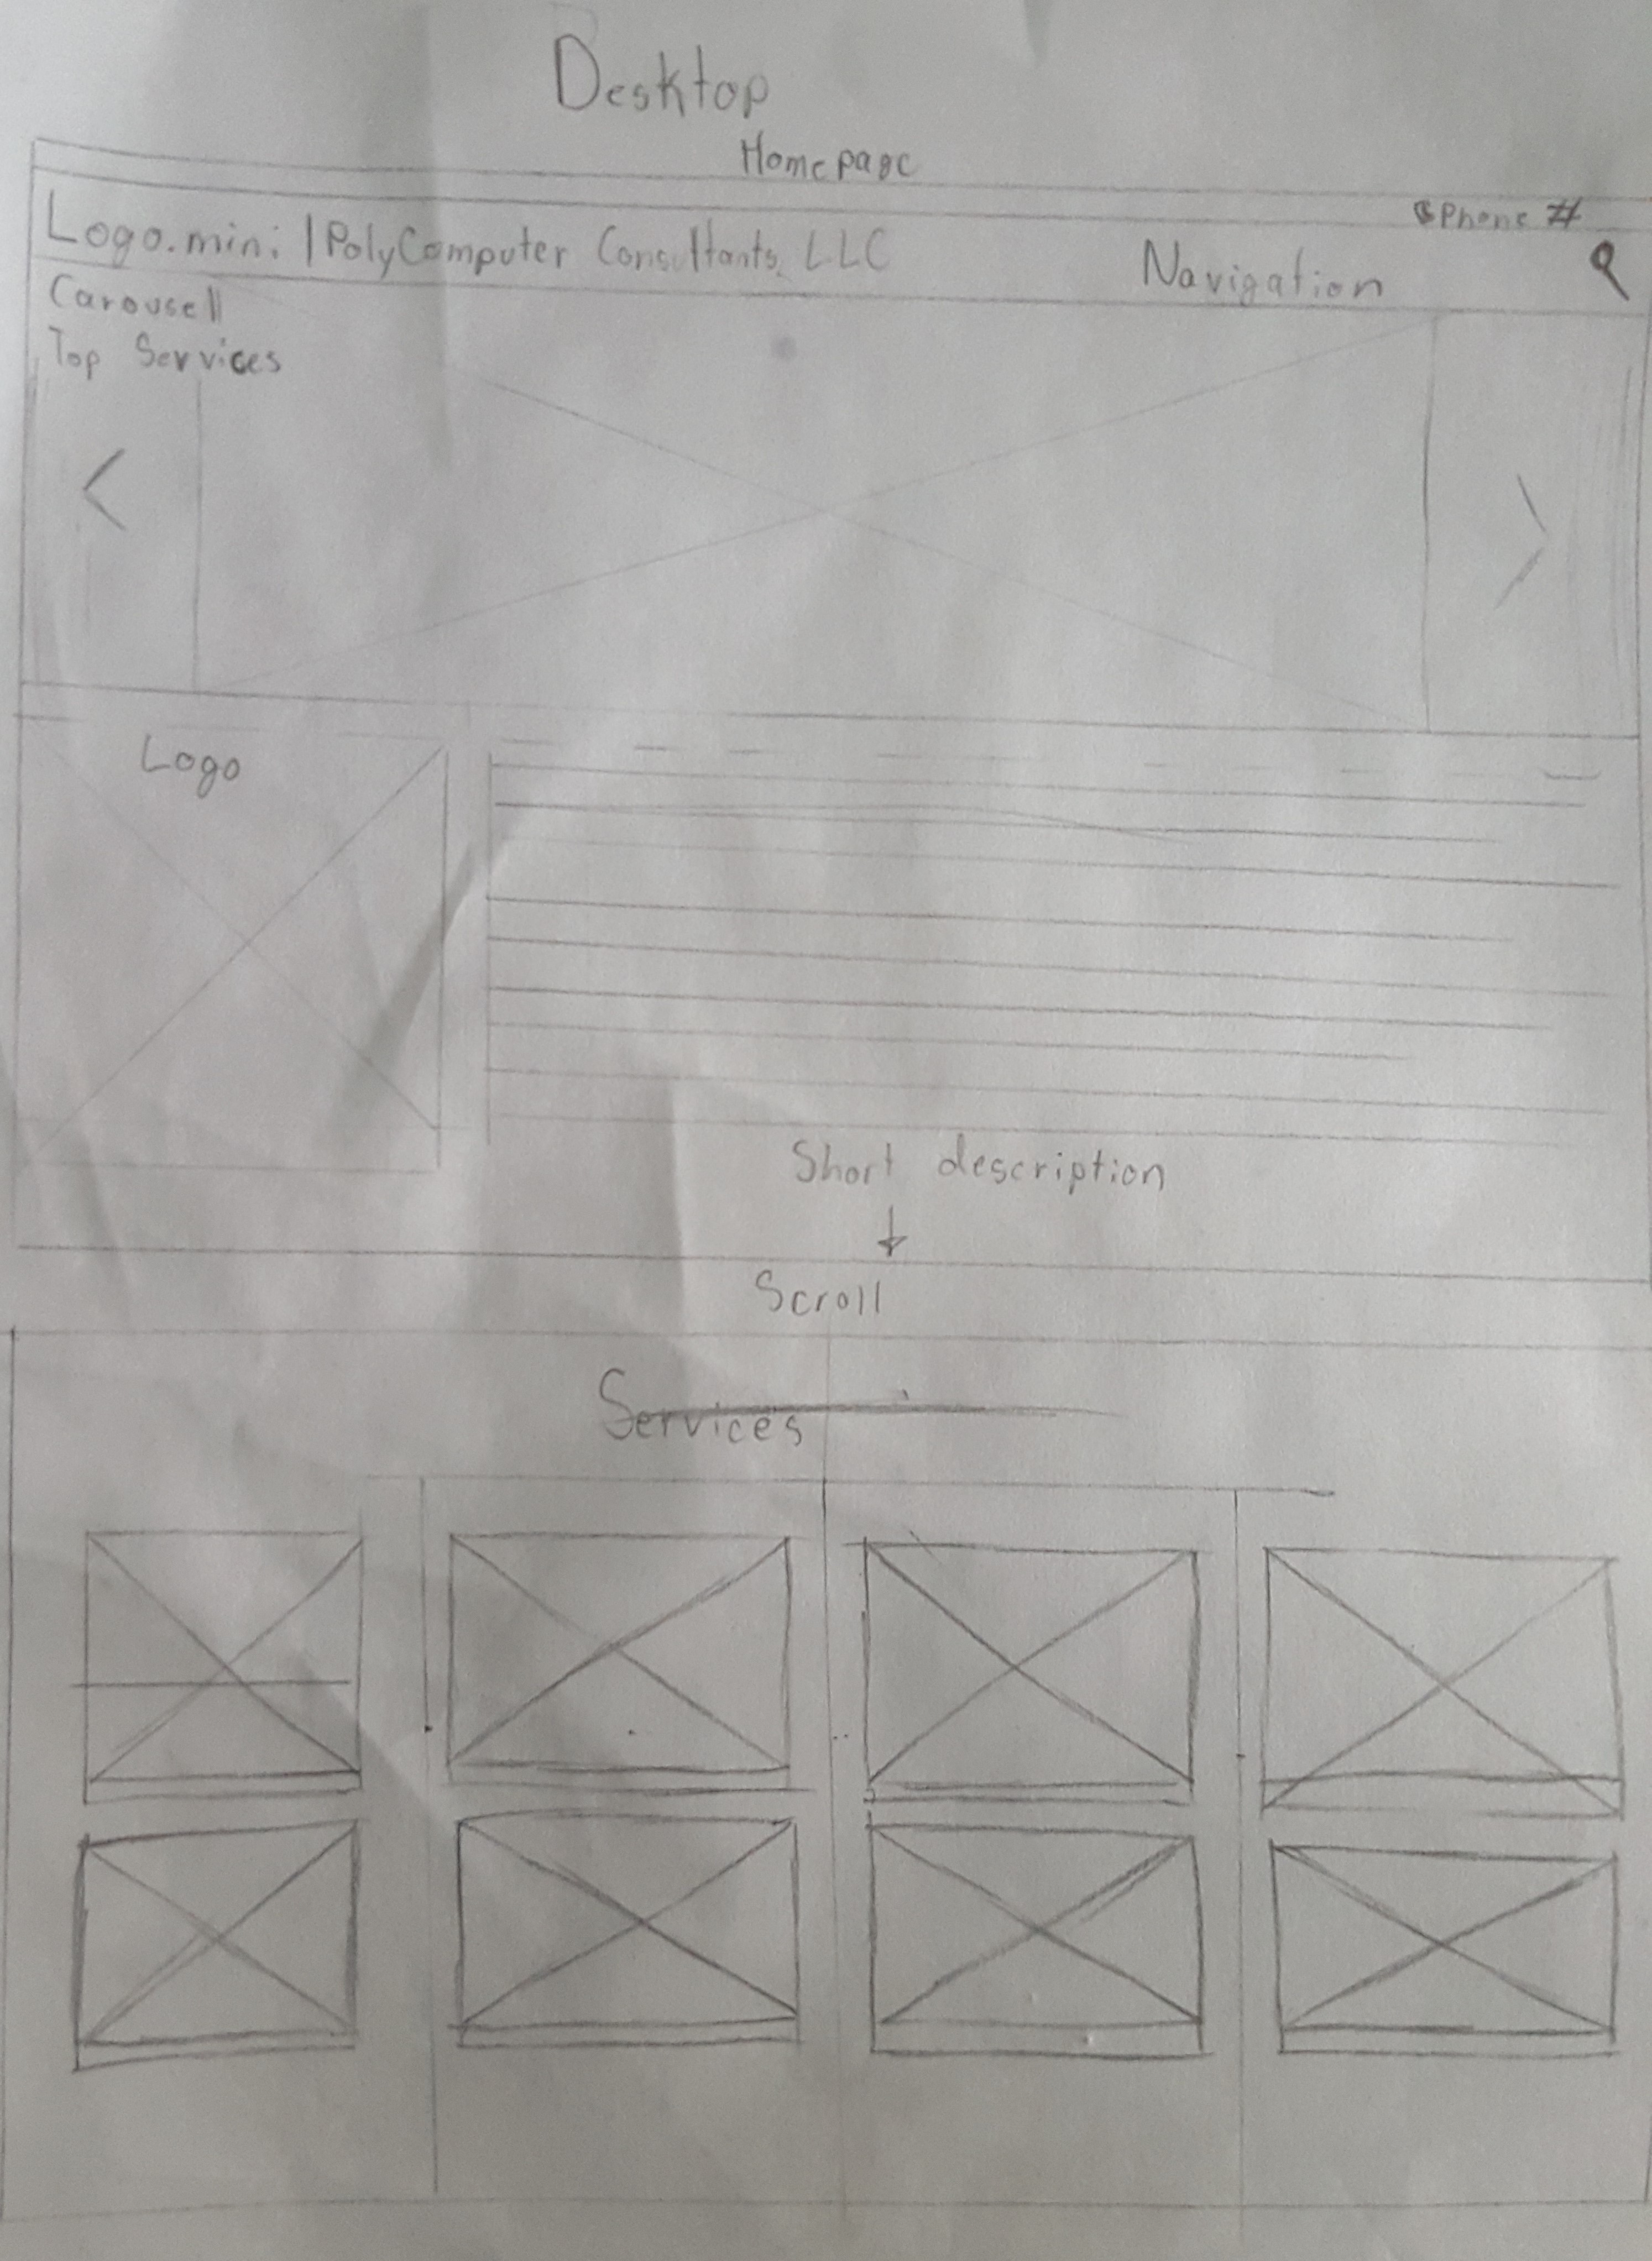 Desktop
Homepage
Phone #
Logo.mini | PolyComputer Consultants, LLC
Navigation
Carousell
Top Services
<
>
Logo
Short description
Scroll
Services